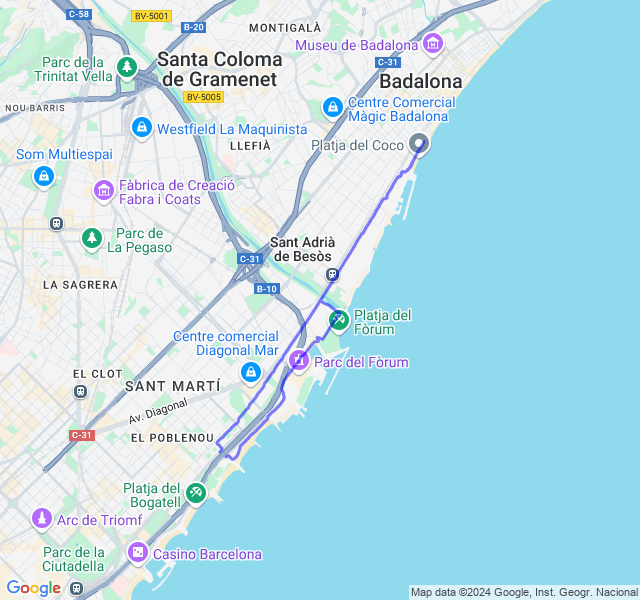 C-58
BV-5001
B-20
MONTIGALÀ
Museu de Badalona
C-31
Parc de la
Trinitat Vella
Santa Coloma
de Gramenet
Badalona
BV-5005
NOU BARRIS
Centre Comercial
Màgic Badalona
Westfield La Maquinista
LLEFIÀ
Platja del Coco
Som Multiespai
Fàbrica de Creació
Fabra i Coats
Parc de
La Pegaso
Sant Adrià
de Besòs
C-31
LA SAGRERA
B-10
Platja del
Fòrum
Centre comercial
Diagonal Mar
Parc del Fòrum
EL CLOT
SANT MARTÍ
Av. Diagonal
C-31
EL POBLENOU
Platja del
Bogatell
Arc de Triomf
Parc de la
Ciutadella
Casino Barcelona
Google
Map data ©2024 Google, Inst. Geogr. Nacional